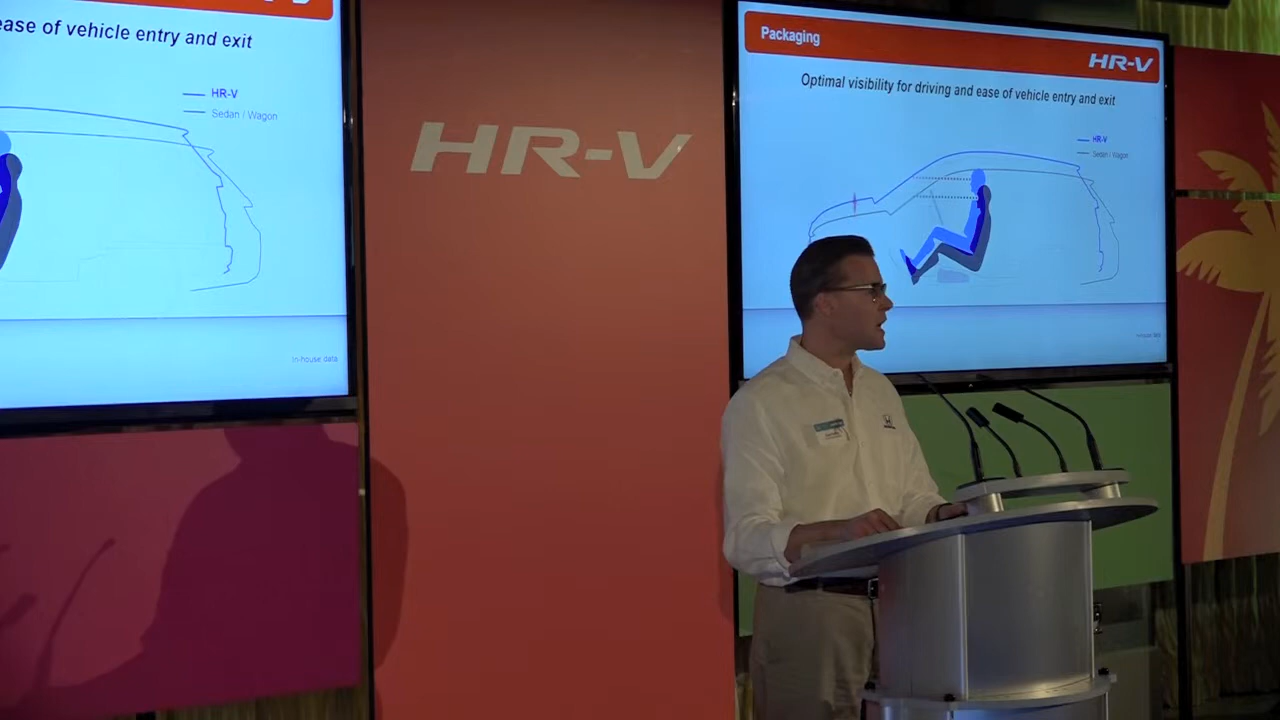 ease of vehicle entry and exit
HR-V
Sedan / Wagon
In-house data
HR-V
Packaging
HR-V
Optimal visibility for driving and ease of vehicle entry and exit
HR-V
Sedan / Wagon